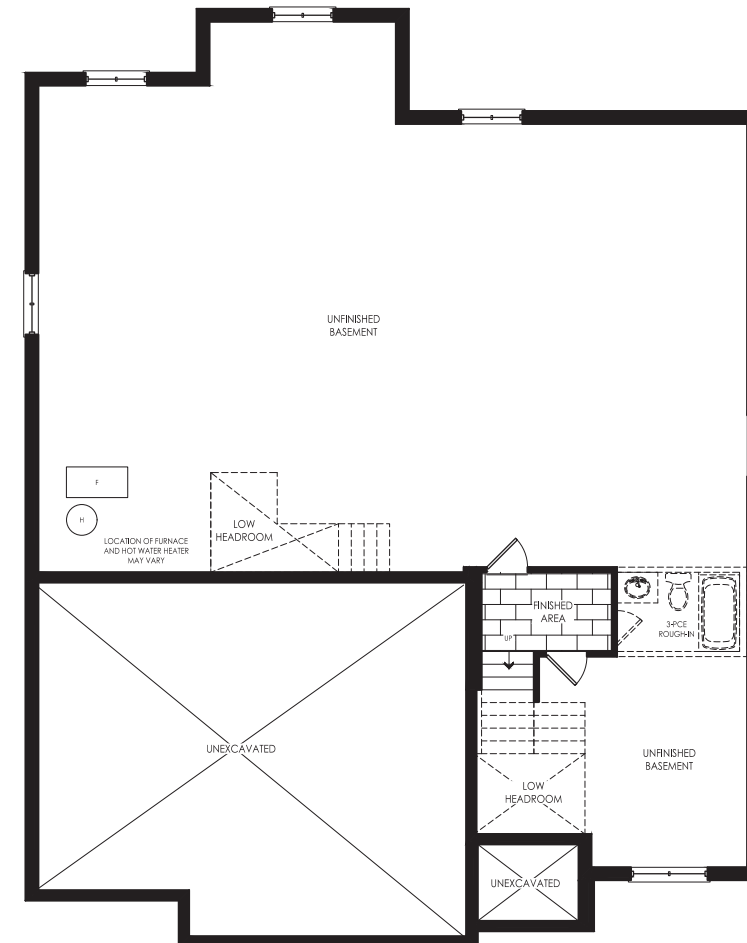 UNFINISHED
BASEMENT
F
H
LOCATION OF FURNACE
AND HOT WATER HEATER
MAY VARY
LOW
HEADROOM
FINISHED
AREA
UP
3-PCE
ROUGH-IN
UNEXCAVATED
UNFINISHED
BASEMENT
LOW
HEADROOM
UNEXCAVATED